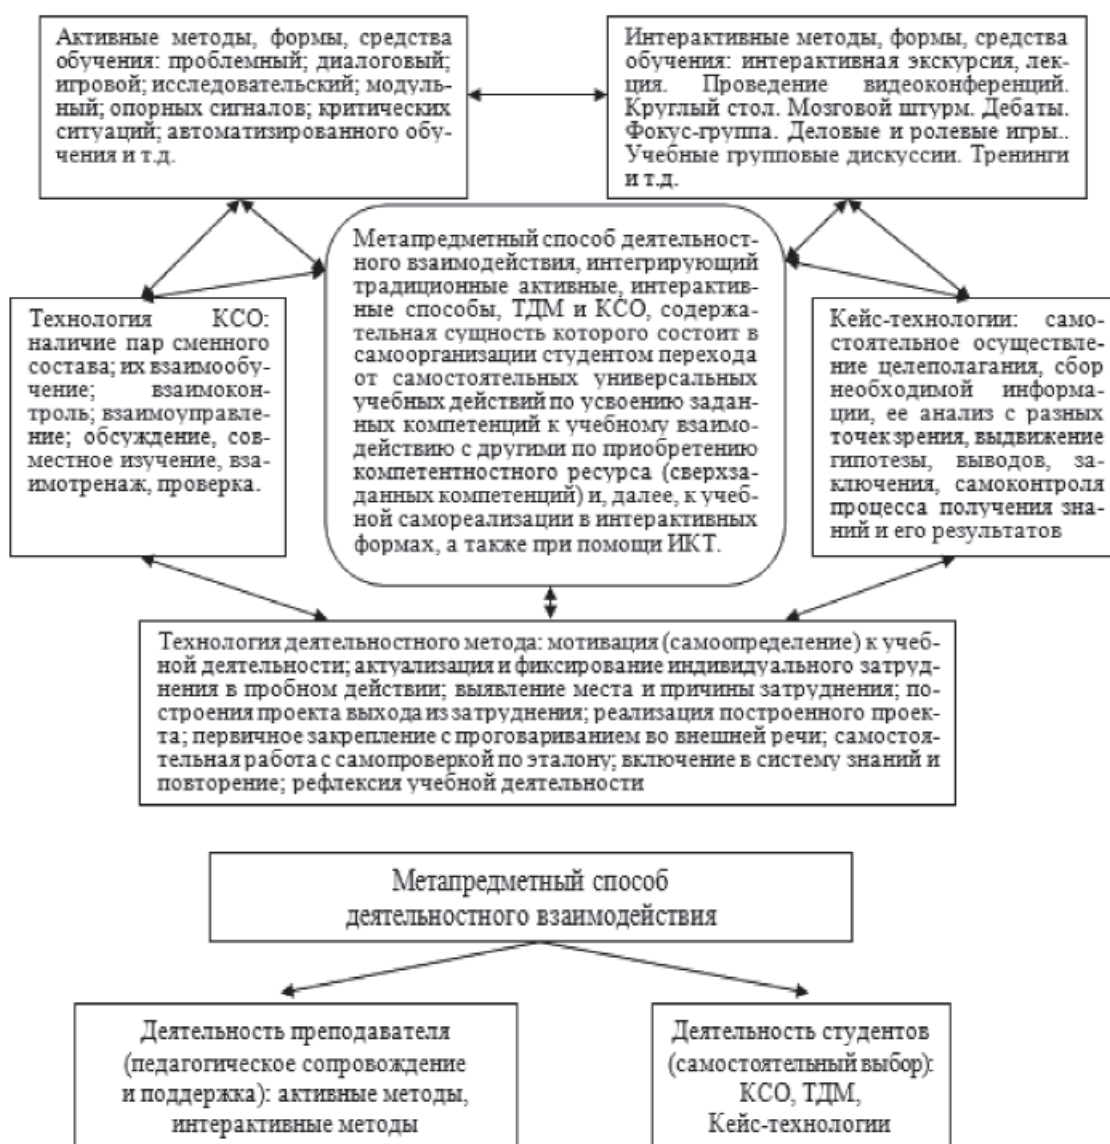 Активные методы, формы, средства
обучения: проблемный; диалоговый;
игровой; исследовательский; модуль-
ный; опорных сигналов; критических
ситуаций; автоматизированного обу-
чения и т.д.
Интерактивные методы, формы, средства
обучения: интерактивная экскурсия, лек-
ция. Проведение видеоконференций.
Круглый стол. Мозговой штурм. Дебаты.
Фокус-группа. Деловые и ролевые игры..
Учебные групповые дискуссии. Тренинги
и т.д.
Метапредметный способ деятельност-
ного взаимодействия, интегрирующий
традиционные активные, интерактив-
ные способы, ТДМ и КСО, содержа-
тельная сущность которого состоит в
самоорганизации студентом перехода
от самостоятельных универсальных
учебных действий по усвоению задан-
ных компетенций к учебному взаимо-
действию с другими по приобретению
компетентностного ресурса (сверхза-
данных компетенций) и, далее, к учеб-
ной самореализации в интерактивных
формах, а также при помощи ИКТ.
Технология КСО:
наличие пар сменного
состава; их взаимообу-
чение; взаимокон-
троль; взаимоуправле-
ние; обсуждение, сов-
местное изучение, вза-
имотренаж, проверка.
Кейс-технологии: само-
стоятельное осуществле-
ние целеполагания, сбор
необходимой информа-
ции, ее анализ с разных
точек зрения, выдвижение
гипотезы, выводов, за-
ключения, самоконтроля
процесса получения зна-
ний и его результатов
Технология деятельностного метода: мотивация (самоопределение) к учеб-
ной деятельности; актуализация и фиксирование индивидуального затруд-
нения в пробном действии; выявление места и причины затруднения; по-
строения проекта выхода из затруднения; реализация построенного проек-
та; первичное закрепление с проговариванием во внешней речи; самостоя-
тельная работа с самопроверкой по эталону; включение в систему знаний и
повторение; рефлексия учебной деятельности
Метапредметный способ
деятельностного взаимодействия
Деятельность преподавателя
(педагогическое сопровождение
и поддержка): активные методы,
интерактивные методы
Деятельность студентов
(самостоятельный выбор):
КСО, ТДМ,
Кейс-технологии